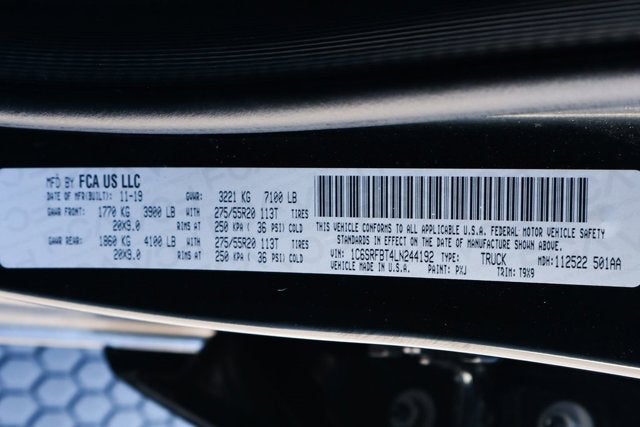 MFD BY FCA US LLC
DATE OF MFR(BUILT): 11-19 GVWR: 3221 KG 7100 LB
GAWR FRONT: 1770 KG 3900 LB WITH 275/55R20 113T TIRES
20X9.0 RIMS AT 250 KPA ( 36 PSI) COLD
GAWR REAR: 1860 KG 4100 LB WITH 275/55R20 113T TIRES
20X9.0 RIMS AT 250 KPA ( 36 PSI) COLD
THIS VEHICLE CONFORMS TO ALL APPLICABLE U.S.A. FEDERAL MOTOR VEHICLE SAFETY
STANDARDS IN EFFECT ON THE DATE OF MANUFACTURE SHOWN ABOVE.
VIN: 1C6SRFBT4LN244192 TYPE: TRUCK MDH: 112522 501AA
VEHICLE MADE IN U.S.A. PAINT: PXJ TRIM: T9X9